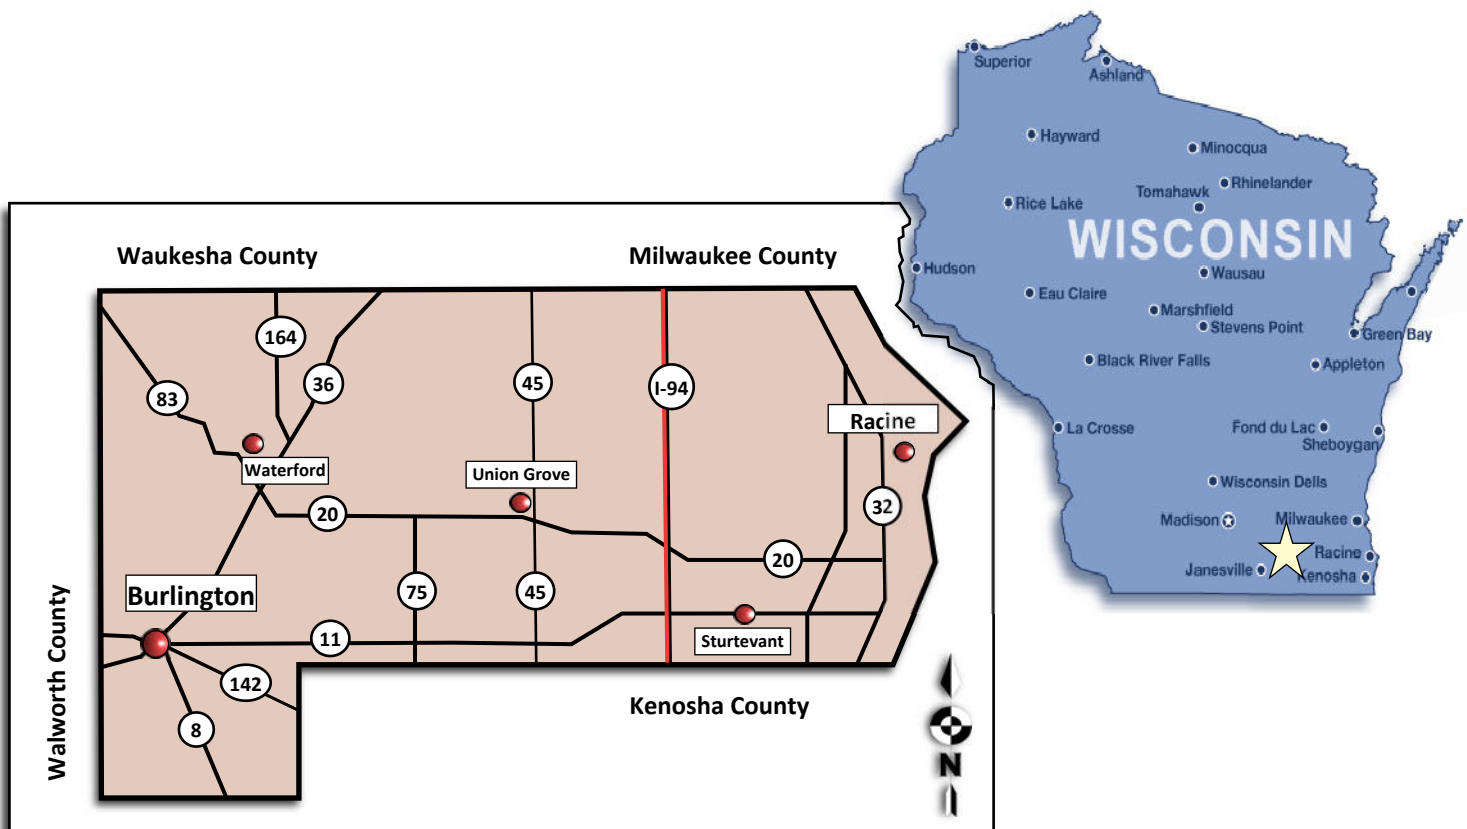 Superior
Ashland
Hayward
Minocqua
Rhinelander
Tomahawk
Rice Lake
WISCONSIN
Hudson
Wausau
Eau Claire
Marshfield
Stevens Point
Green Bay
Black River Falls
Appleton
La Crosse
Fond du Lac
Sheboygan
Wisconsin Dells
Madison
Milwaukee
Racine
Janesville
Kenosha
Waukesha County
Milwaukee County
164
36
45
I-94
83
Racine
Waterford
Union Grove
20
32
20
Burlington
75
45
11
Sturtevant
142
8
Walworth County
Kenosha County
N